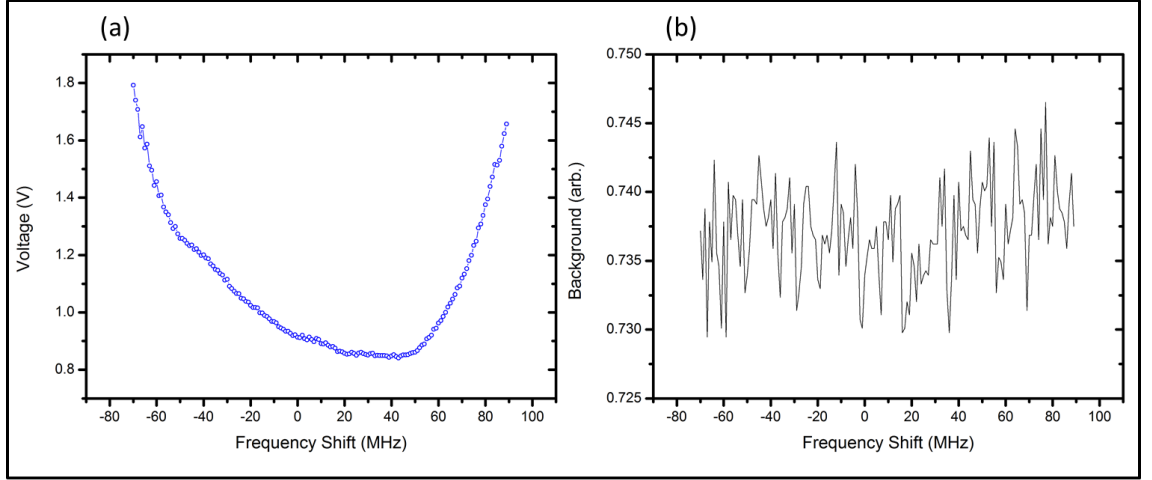 (a)
1.8
1.6
1.4
1.2
1.0
0.8
Voltage (V)
-80 -60 -40 -20 0 20 40 60 80 100
Frequency Shift (MHz)
(b)
0.750
0.745
0.740
0.735
0.730
0.725
Background (arb.)
-80 -60 -40 -20 0 20 40 60 80 100
Frequency Shift (MHz)